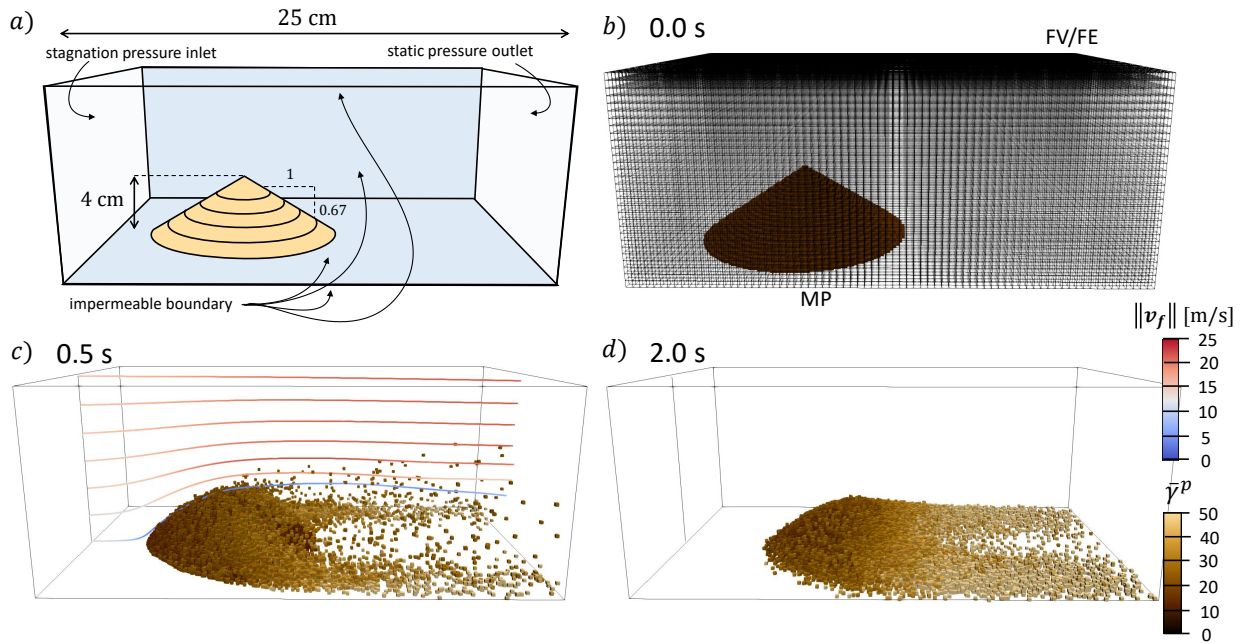 a)
25 cm
stagnation pressure inlet
static pressure outlet
1
4 cm
0.67
impermeable boundary
b) 0.0 s
FV/FE
MP
‖v_f‖ [m/s]
25
20
15
10
5
0
c) 0.5 s
d) 2.0 s
γ̄^p
50
40
30
20
10
0